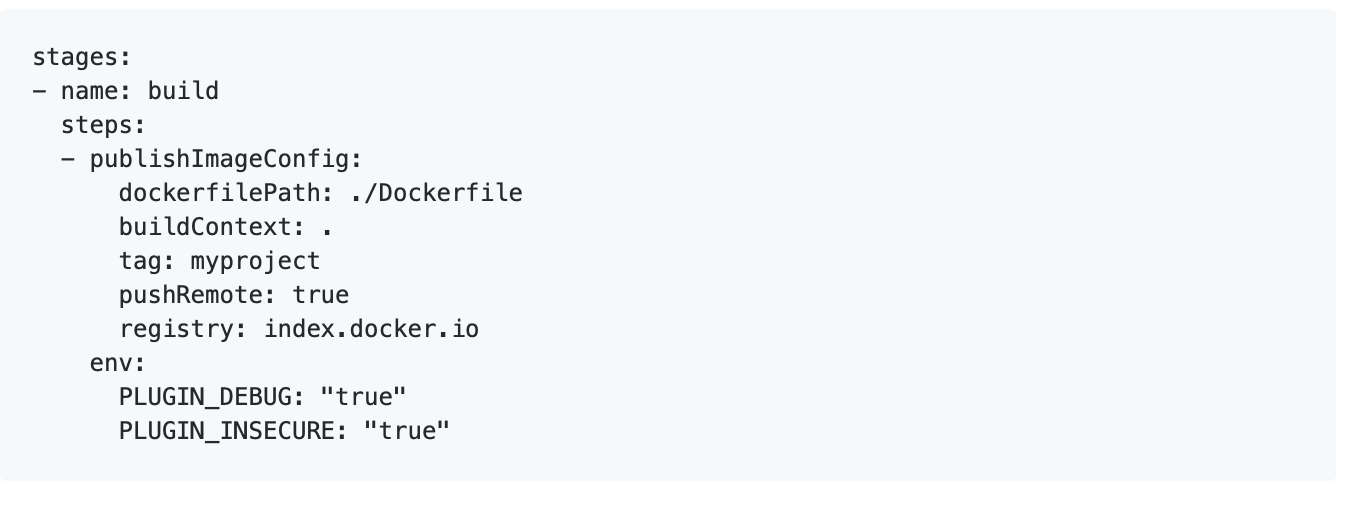 stages:
- name: build
  steps:
  - publishImageConfig:
      dockerfilePath: ./Dockerfile
      buildContext: .
      tag: myproject
      pushRemote: true
      registry: index.docker.io
    env:
      PLUGIN_DEBUG: "true"
      PLUGIN_INSECURE: "true"